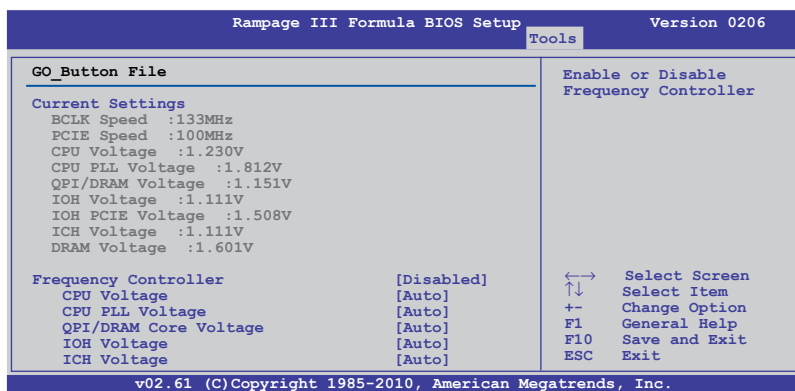 Rampage III Formula BIOS Setup Version 0206
Tools
GO_Button File
Current Settings
BCLK Speed :133MHz
PCIE Speed :100MHz
CPU Voltage :1.230V
CPU PLL Voltage :1.812V
QPI/DRAM Voltage :1.151V
IOH Voltage :1.111V
IOH PCIE Voltage :1.508V
ICH Voltage :1.111V
DRAM Voltage :1.601V
Frequency Controller [Disabled]
CPU Voltage [Auto]
CPU PLL Voltage [Auto]
QPI/DRAM Core Voltage [Auto]
IOH Voltage [Auto]
ICH Voltage [Auto]
Enable or Disable
Frequency Controller
←→ Select Screen
↑↓ Select Item
+- Change Option
F1 General Help
F10 Save and Exit
ESC Exit
v02.61 (C)Copyright 1985-2010, American Megatrends, Inc.